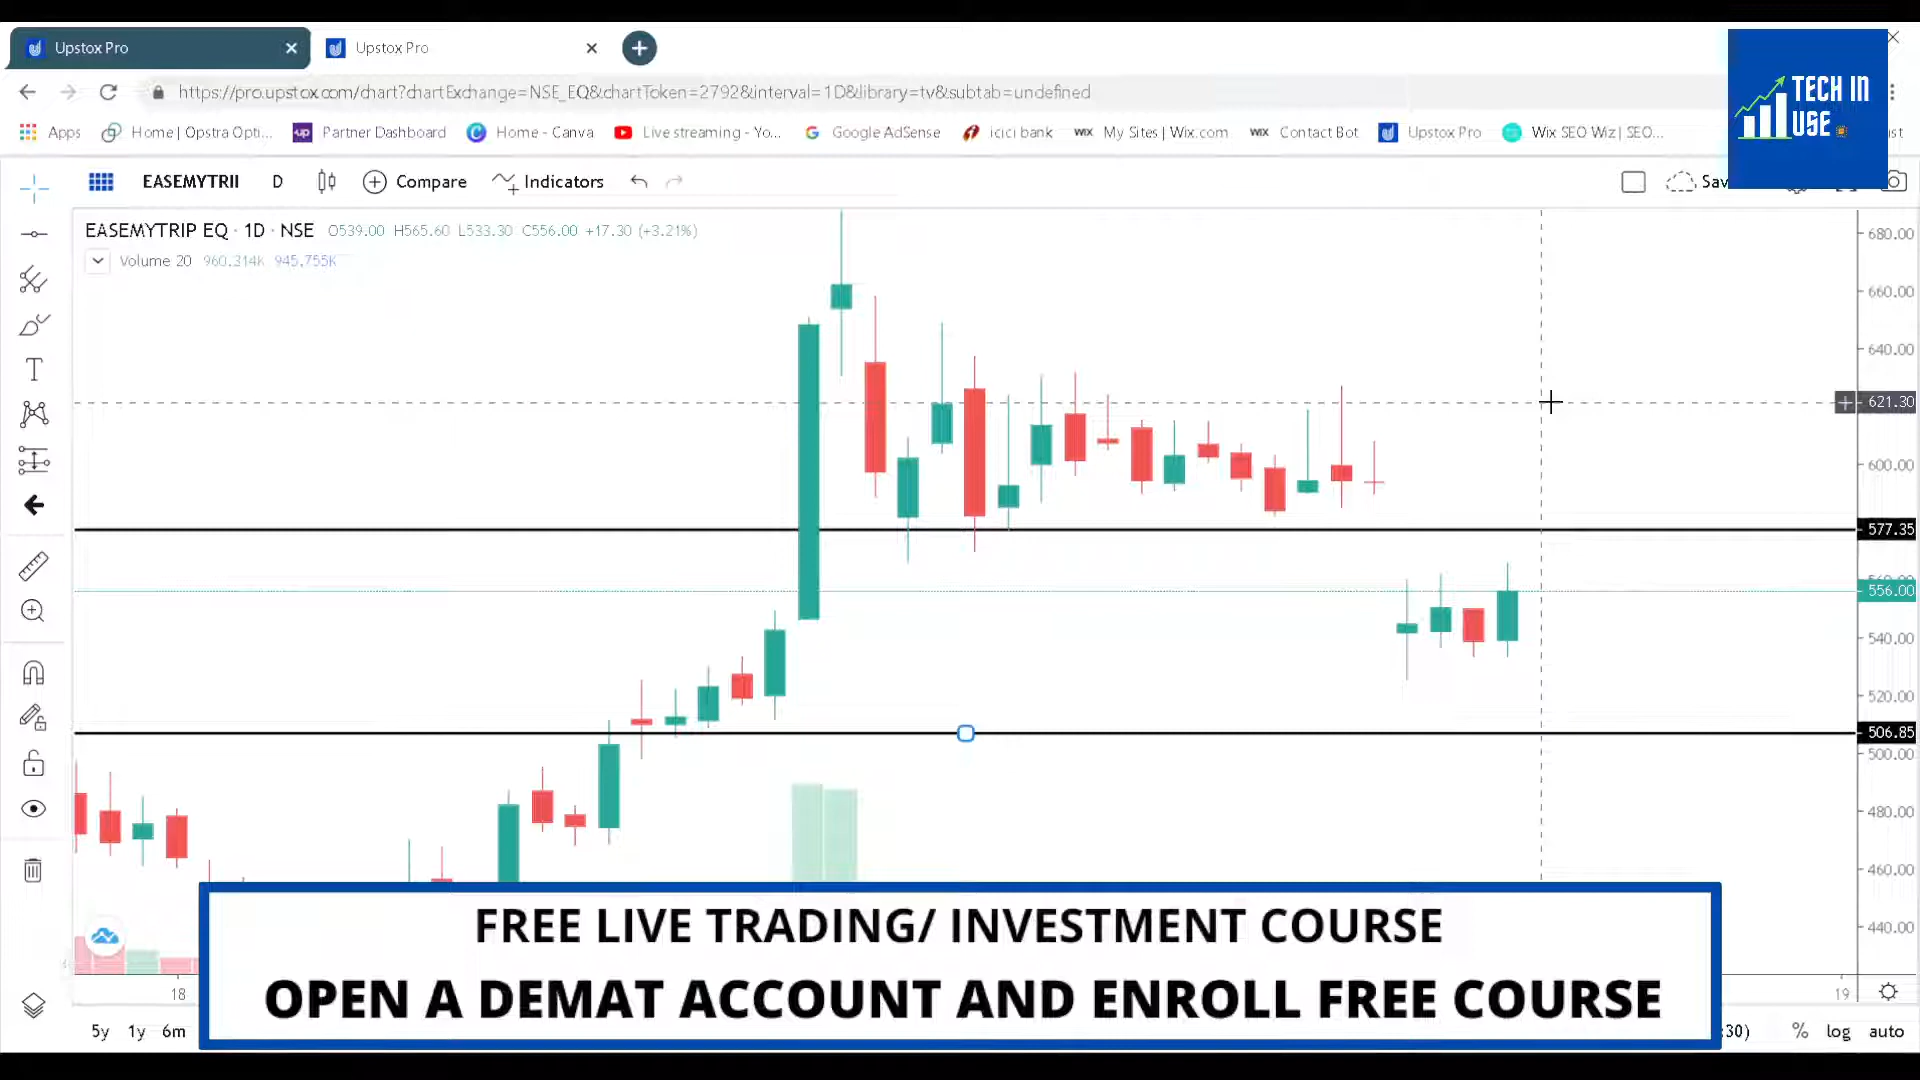 Upstox Pro
Upstox Pro
https://pro.upstox.com/chart?chartExchange=NSE_EQ&chartToken=2792&interval=1D&library=tv&subtab=undefined
Apps
Home | Opstra Opti...
up
Partner Dashboard
Home - Canva
Live streaming - Yo...
Google AdSense
icici bank
WIX My Sites | Wix.com
WIX Contact Bot
Upstox Pro
Wix SEO Wiz | SEO...
TECH IN
USE
EASEMYTRII
D
Compare
Indicators
Sav
EASEMYTRIP EQ · 1D · NSE O539.00 H565.60 L533.30 C556.00 +17.30 (+3.21%)
Volume 20 960.314K 945.755K
680.00
660.00
640.00
621.30
600.00
577.35
556.00
540.00
520.00
506.85
500.00
480.00
460.00
440.00
18
19
FREE LIVE TRADING/ INVESTMENT COURSE
OPEN A DEMAT ACCOUNT AND ENROLL FREE COURSE
5y 1y 6m
:30)
% log auto